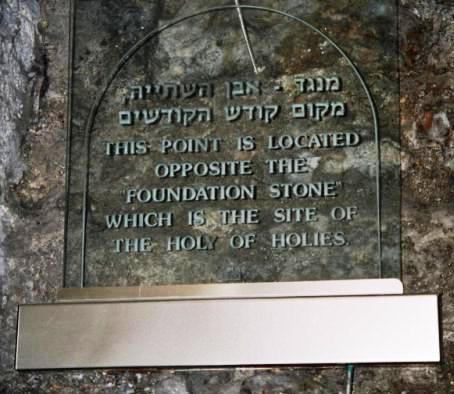 מנגד - אבן השתייה,
מקום קודש הקודשים
THIS POINT IS LOCATED
OPPOSITE THE
"FOUNDATION STONE"
WHICH IS THE SITE OF
THE HOLY OF HOLIES.